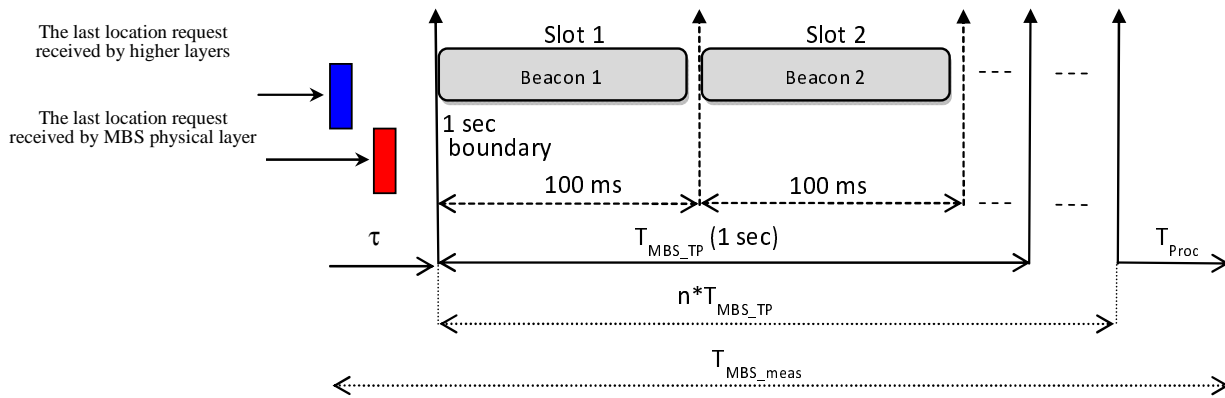 The last location request
received by higher layers
The last location request
received by MBS physical layer
Slot 1
Slot 2
Beacon 1
Beacon 2
1 sec
boundary
100 ms
100 ms
τ
T_MBS_TP (1 sec)
T_Proc
n*T_MBS_TP
T_MBS_meas